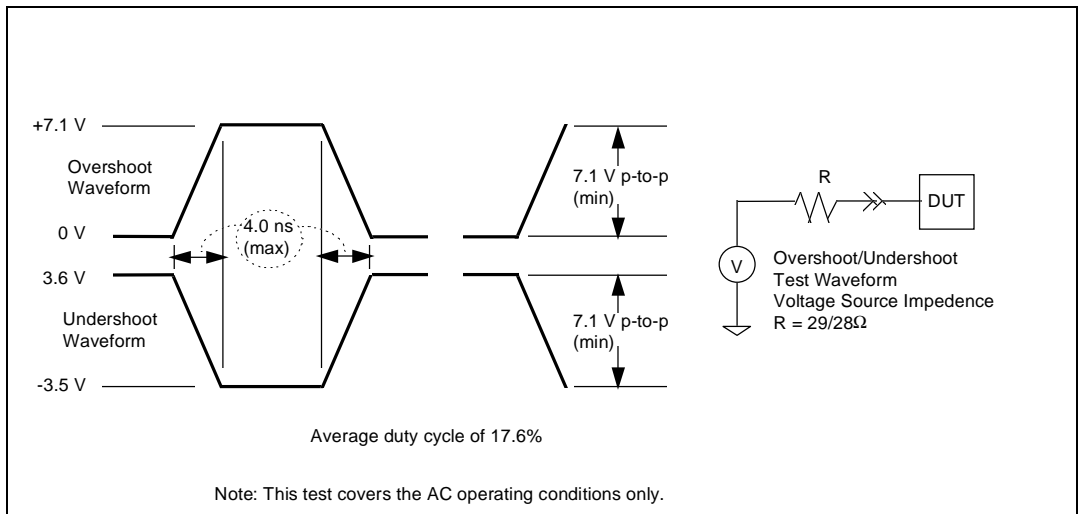 +7.1 V
Overshoot
Waveform
0 V
4.0 ns
(max)
3.6 V
Undershoot
Waveform
-3.5 V
7.1 V p-to-p
(min)
7.1 V p-to-p
(min)
R
DUT
V
Overshoot/Undershoot
Test Waveform
Voltage Source Impedence
R = 29/28Ω
Average duty cycle of 17.6%
Note: This test covers the AC operating conditions only.